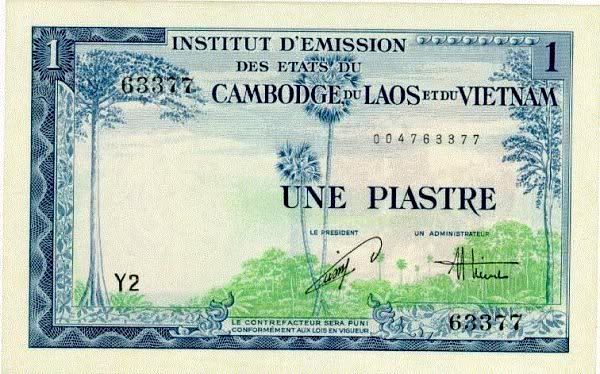 1
INSTITUT D'EMISSION
DES ETATS DU
1
63377
CAMBODGE, DU LAOS ET DU VIETNAM
004763377
UNE PIASTRE
LE PRESIDENT
UN ADMINISTRATEUR
Y2
LE CONTREFACTEUR SERA PUNI
CONFORMÉMENT AUX LOIS EN VIGUEUR
63377